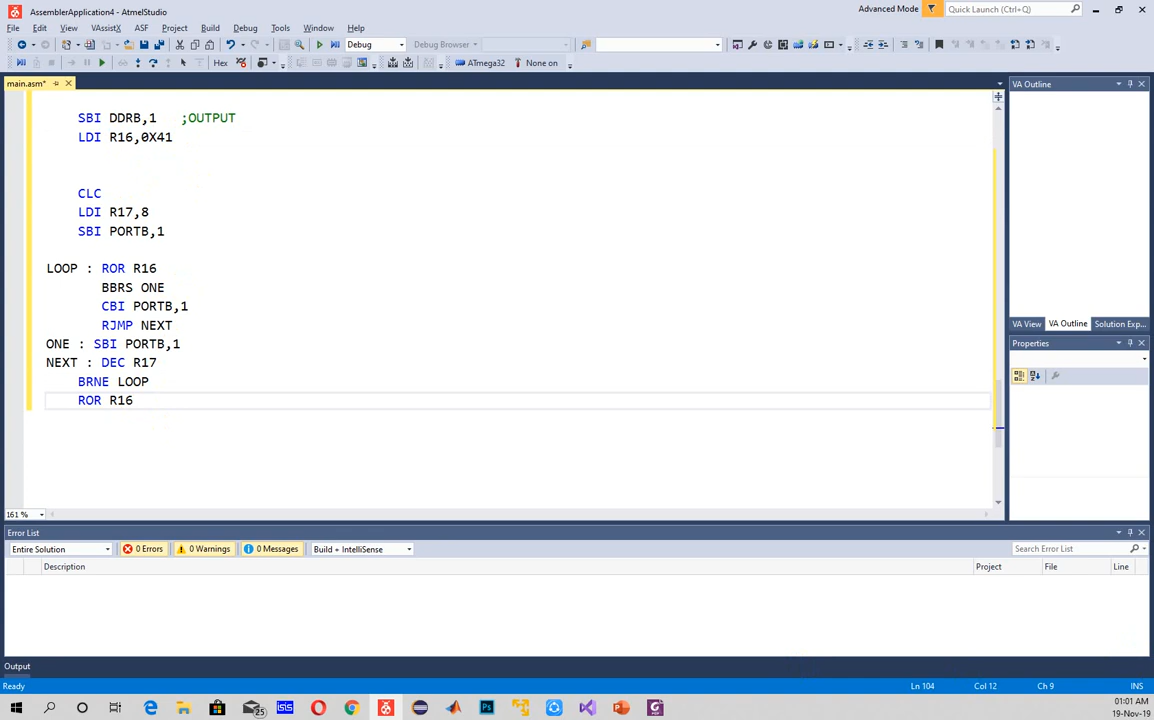 AssemblerApplication4 - AtmelStudio
Advanced Mode
Quick Launch (Ctrl+Q)
File Edit View VAssistX ASF Project Build Debug Tools Window Help
Debug
Debug Browser
Hex
ATmega32
None on
main.asm*
VA Outline
SBI DDRB,1 ;OUTPUT
LDI R16,0X41
CLC
LDI R17,8
SBI PORTB,1
LOOP : ROR R16
BBRS ONE
CBI PORTB,1
RJMP NEXT
ONE : SBI PORTB,1
NEXT : DEC R17
BRNE LOOP
ROR R16
VA View VA Outline Solution Exp...
Properties
161 %
Error List
Entire Solution
0 Errors
0 Warnings
0 Messages
Build + IntelliSense
Search Error List
Description Project File Line
Output
Ready
Ln 104 Col 12 Ch 9 INS
25
ISIS
01:01 AM
19-Nov-19